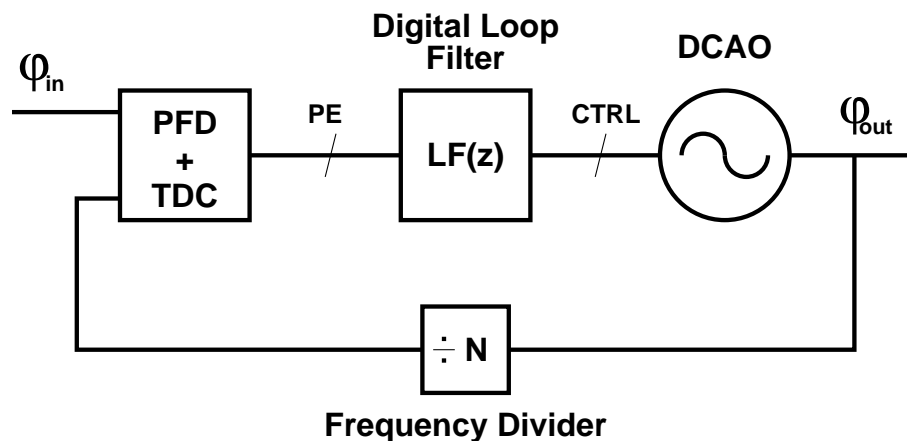 Digital Loop
Filter
DCAO
φin
PFD
+
TDC
PE
LF(z)
CTRL
φout
÷ N
Frequency Divider